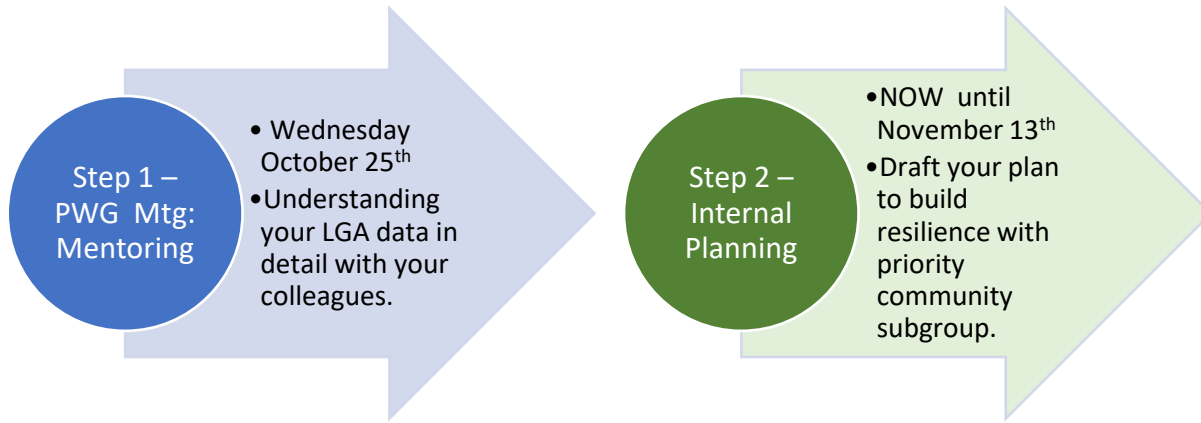 Step 1 –
PWG Mtg:
Mentoring
• Wednesday
October 25th
•Understanding
your LGA data in
detail with your
colleagues.
Step 2 –
Internal
Planning
•NOW until
November 13th
•Draft your plan
to build
resilience with
priority
community
subgroup.